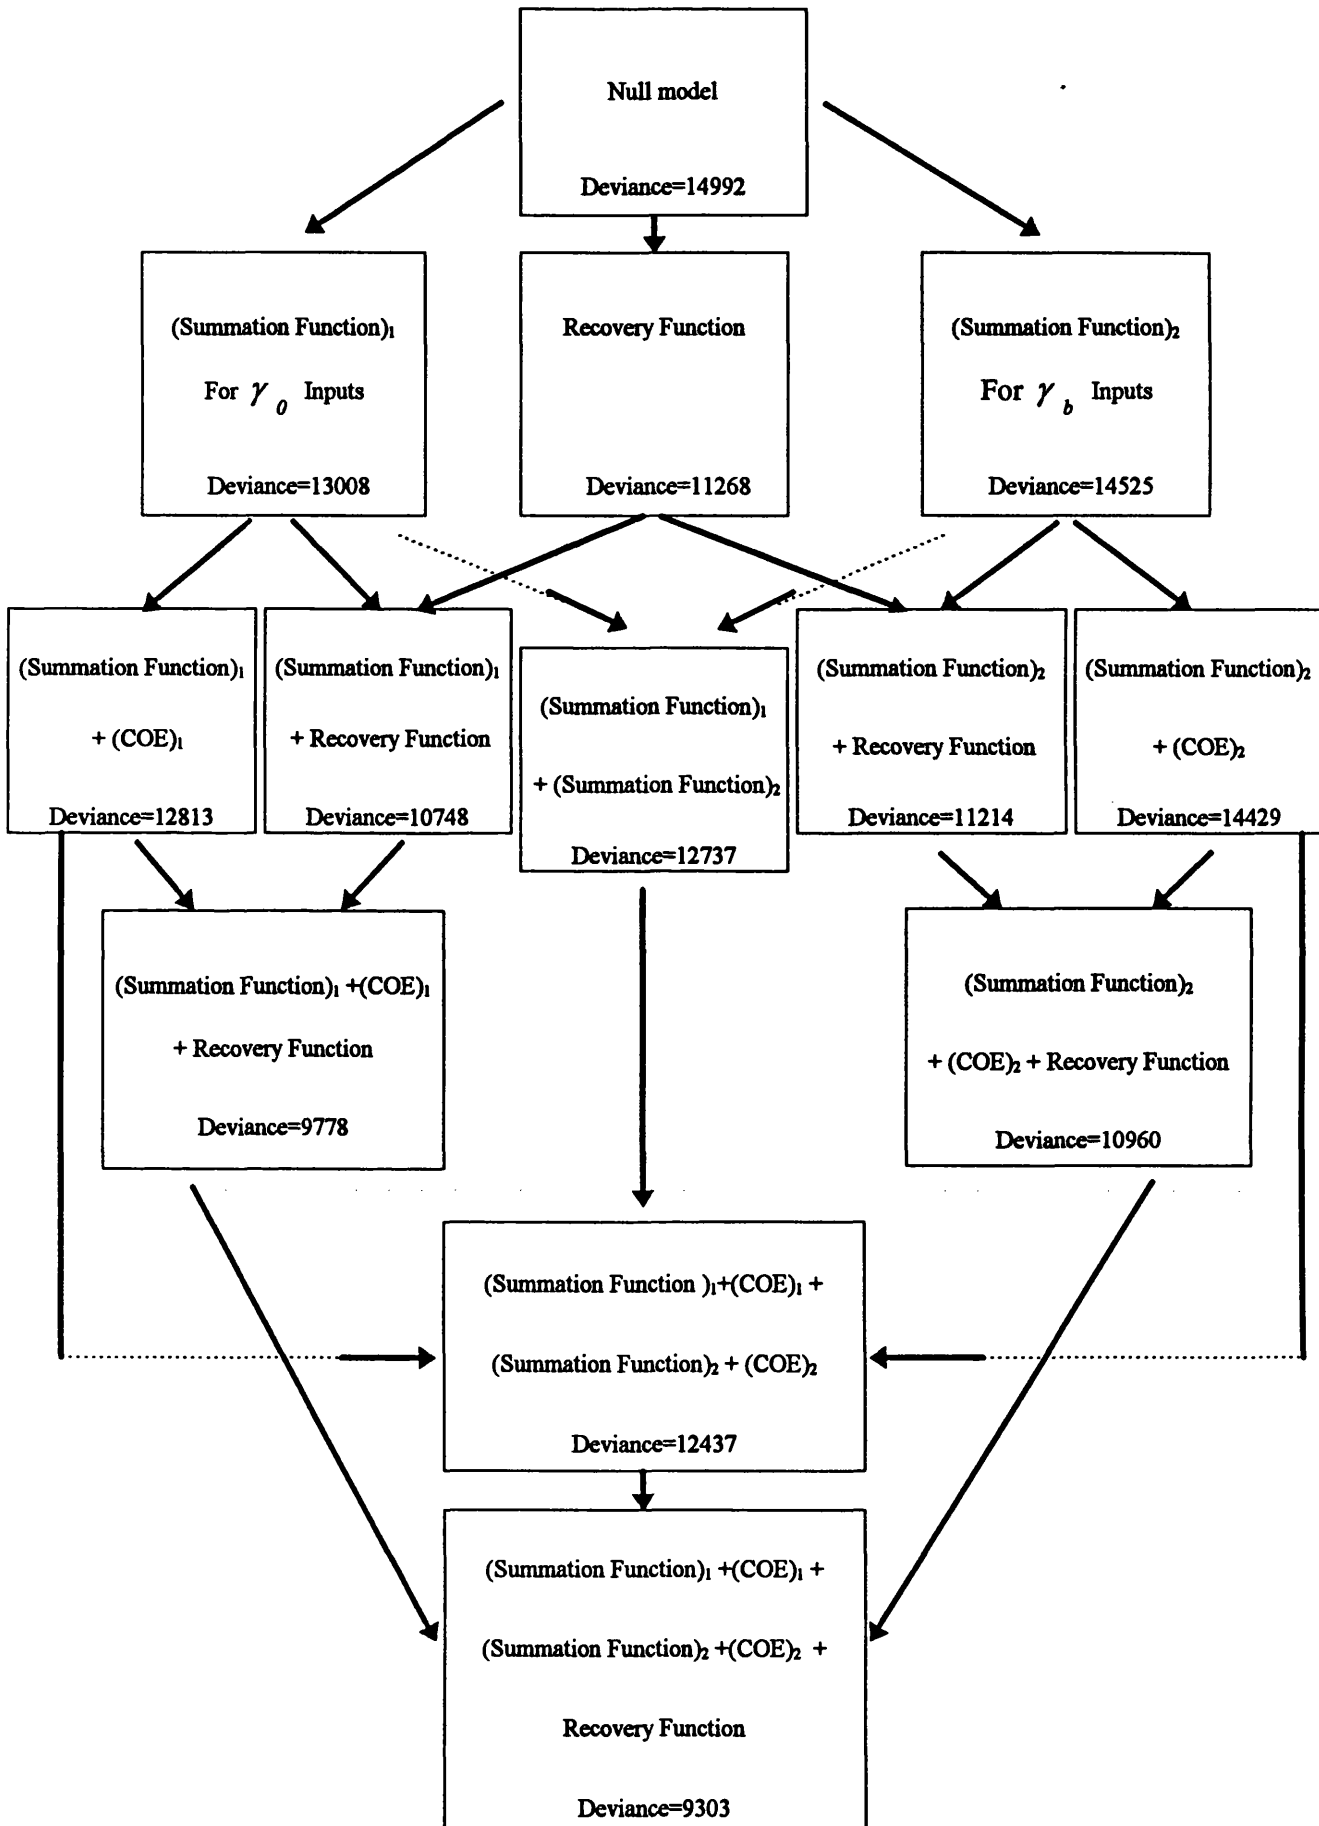 Null model
Deviance=14992
(Summation Function)₁
For γ ₀ Inputs
Deviance=13008
Recovery Function
Deviance=11268
(Summation Function)₂
For γ b Inputs
Deviance=14525
(Summation Function)₁
+ (COE)₁
Deviance=12813
(Summation Function)₁
+ Recovery Function
Deviance=10748
(Summation Function)₁
+ (Summation Function)₂
Deviance=12737
(Summation Function)₂
+ Recovery Function
Deviance=11214
(Summation Function)₂
+ (COE)₂
Deviance=14429
(Summation Function)₁ +(COE)₁
+ Recovery Function
Deviance=9778
(Summation Function)₂
+ (COE)₂ + Recovery Function
Deviance=10960
(Summation Function )₁+(COE)₁ +
(Summation Function)₂ + (COE)₂
Deviance=12437
(Summation Function)₁ +(COE)₁ +
(Summation Function)₂ +(COE)₂ +
Recovery Function
Deviance=9303